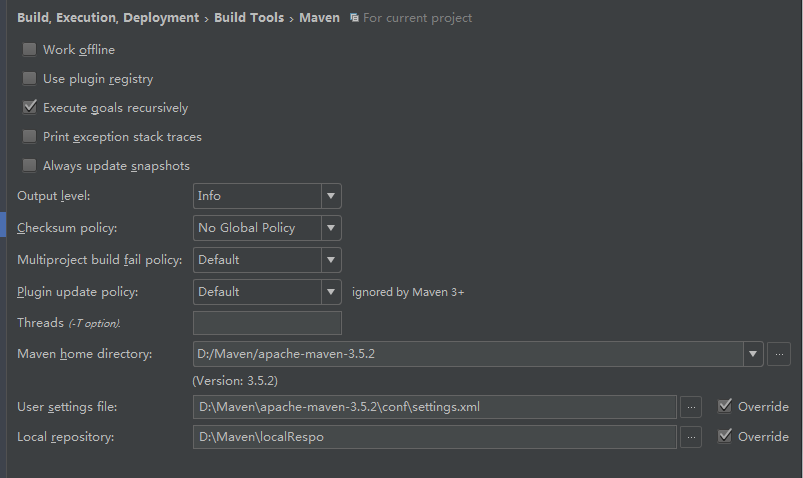 Build, Execution, Deployment › Build Tools › Maven For current project
Work offline
Use plugin registry
Execute goals recursively
Print exception stack traces
Always update snapshots
Output level: Info
Checksum policy: No Global Policy
Multiproject build fail policy: Default
Plugin update policy: Default ignored by Maven 3+
Threads (-T option).
Maven home directory: D:/Maven/apache-maven-3.5.2 ...
(Version: 3.5.2)
User settings file: D:\Maven\apache-maven-3.5.2\conf\settings.xml ... Override
Local repository: D:\Maven\localRespo ... Override